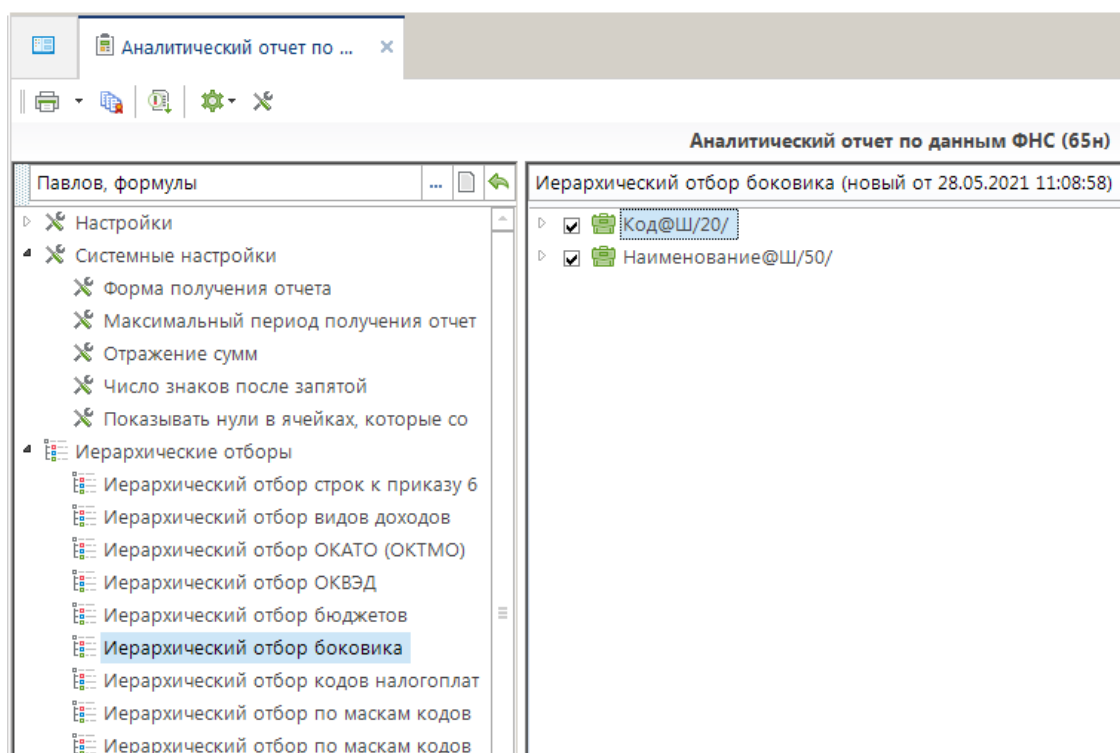 Аналитический отчет по ...
Аналитический отчет по данным ФНС (65н)
Павлов, формулы
...
Настройки
Системные настройки
Форма получения отчета
Максимальный период получения отчет
Отражение сумм
Число знаков после запятой
Показывать нули в ячейках, которые со
Иерархические отборы
Иерархический отбор строк к приказу 6
Иерархический отбор видов доходов
Иерархический отбор ОКАТО (ОКТМО)
Иерархический отбор ОКВЭД
Иерархический отбор бюджетов
Иерархический отбор боковика
Иерархический отбор кодов налогоплат
Иерархический отбор по маскам кодов
Иерархический отбор по маскам кодов
Иерархический отбор боковика (новый от 28.05.2021 11:08:58)
Код@Ш/20/
Наименование@Ш/50/